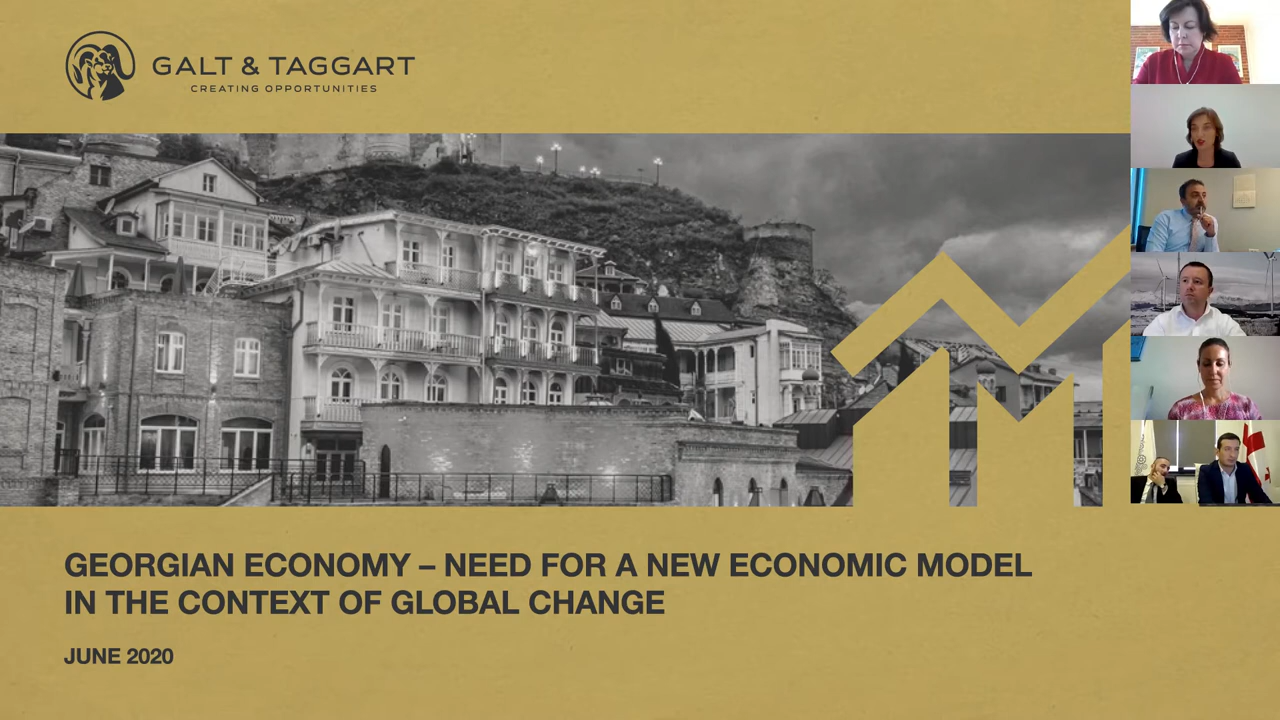 GALT & TAGGART
CREATING OPPORTUNITIES
GEORGIAN ECONOMY – NEED FOR A NEW ECONOMIC MODEL
IN THE CONTEXT OF GLOBAL CHANGE
JUNE 2020